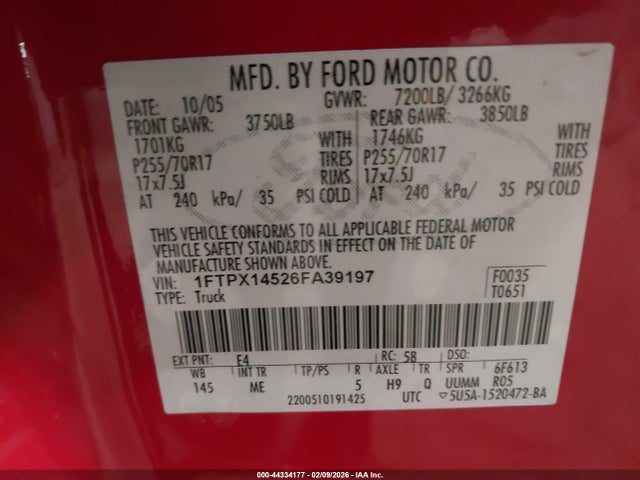 MFD. BY FORD MOTOR CO.
DATE: 10/05 GVWR: 7200LB/ 3266KG
FRONT GAWR: 3750LB REAR GAWR: 3850LB
1701KG WITH 1746KG WITH
P255/70R17 TIRES P255/70R17 TIRES
17x7.5J RIMS 17x7.5J RIMS
AT 240 kPa/ 35 PSI COLD AT 240 kPa/ 35 PSI COLD
THIS VEHICLE CONFORMS TO ALL APPLICABLE FEDERAL MOTOR
VEHICLE SAFETY STANDARDS IN EFFECT ON THE DATE OF
MANUFACTURE SHOWN ABOVE.
VIN: 1FTPX14526FA39197 F0035
TYPE: Truck T0651
EXT PNT: E4 RC: 58 DSO:
WB INT TR TP/PS R AXLE TR SPR 6F613
145 ME 5 H9 Q UUMM R05
2200510191425 UTC ▽5U5A-1520472-BA
000-44334177 - 02/09/2026 - IAA Inc.